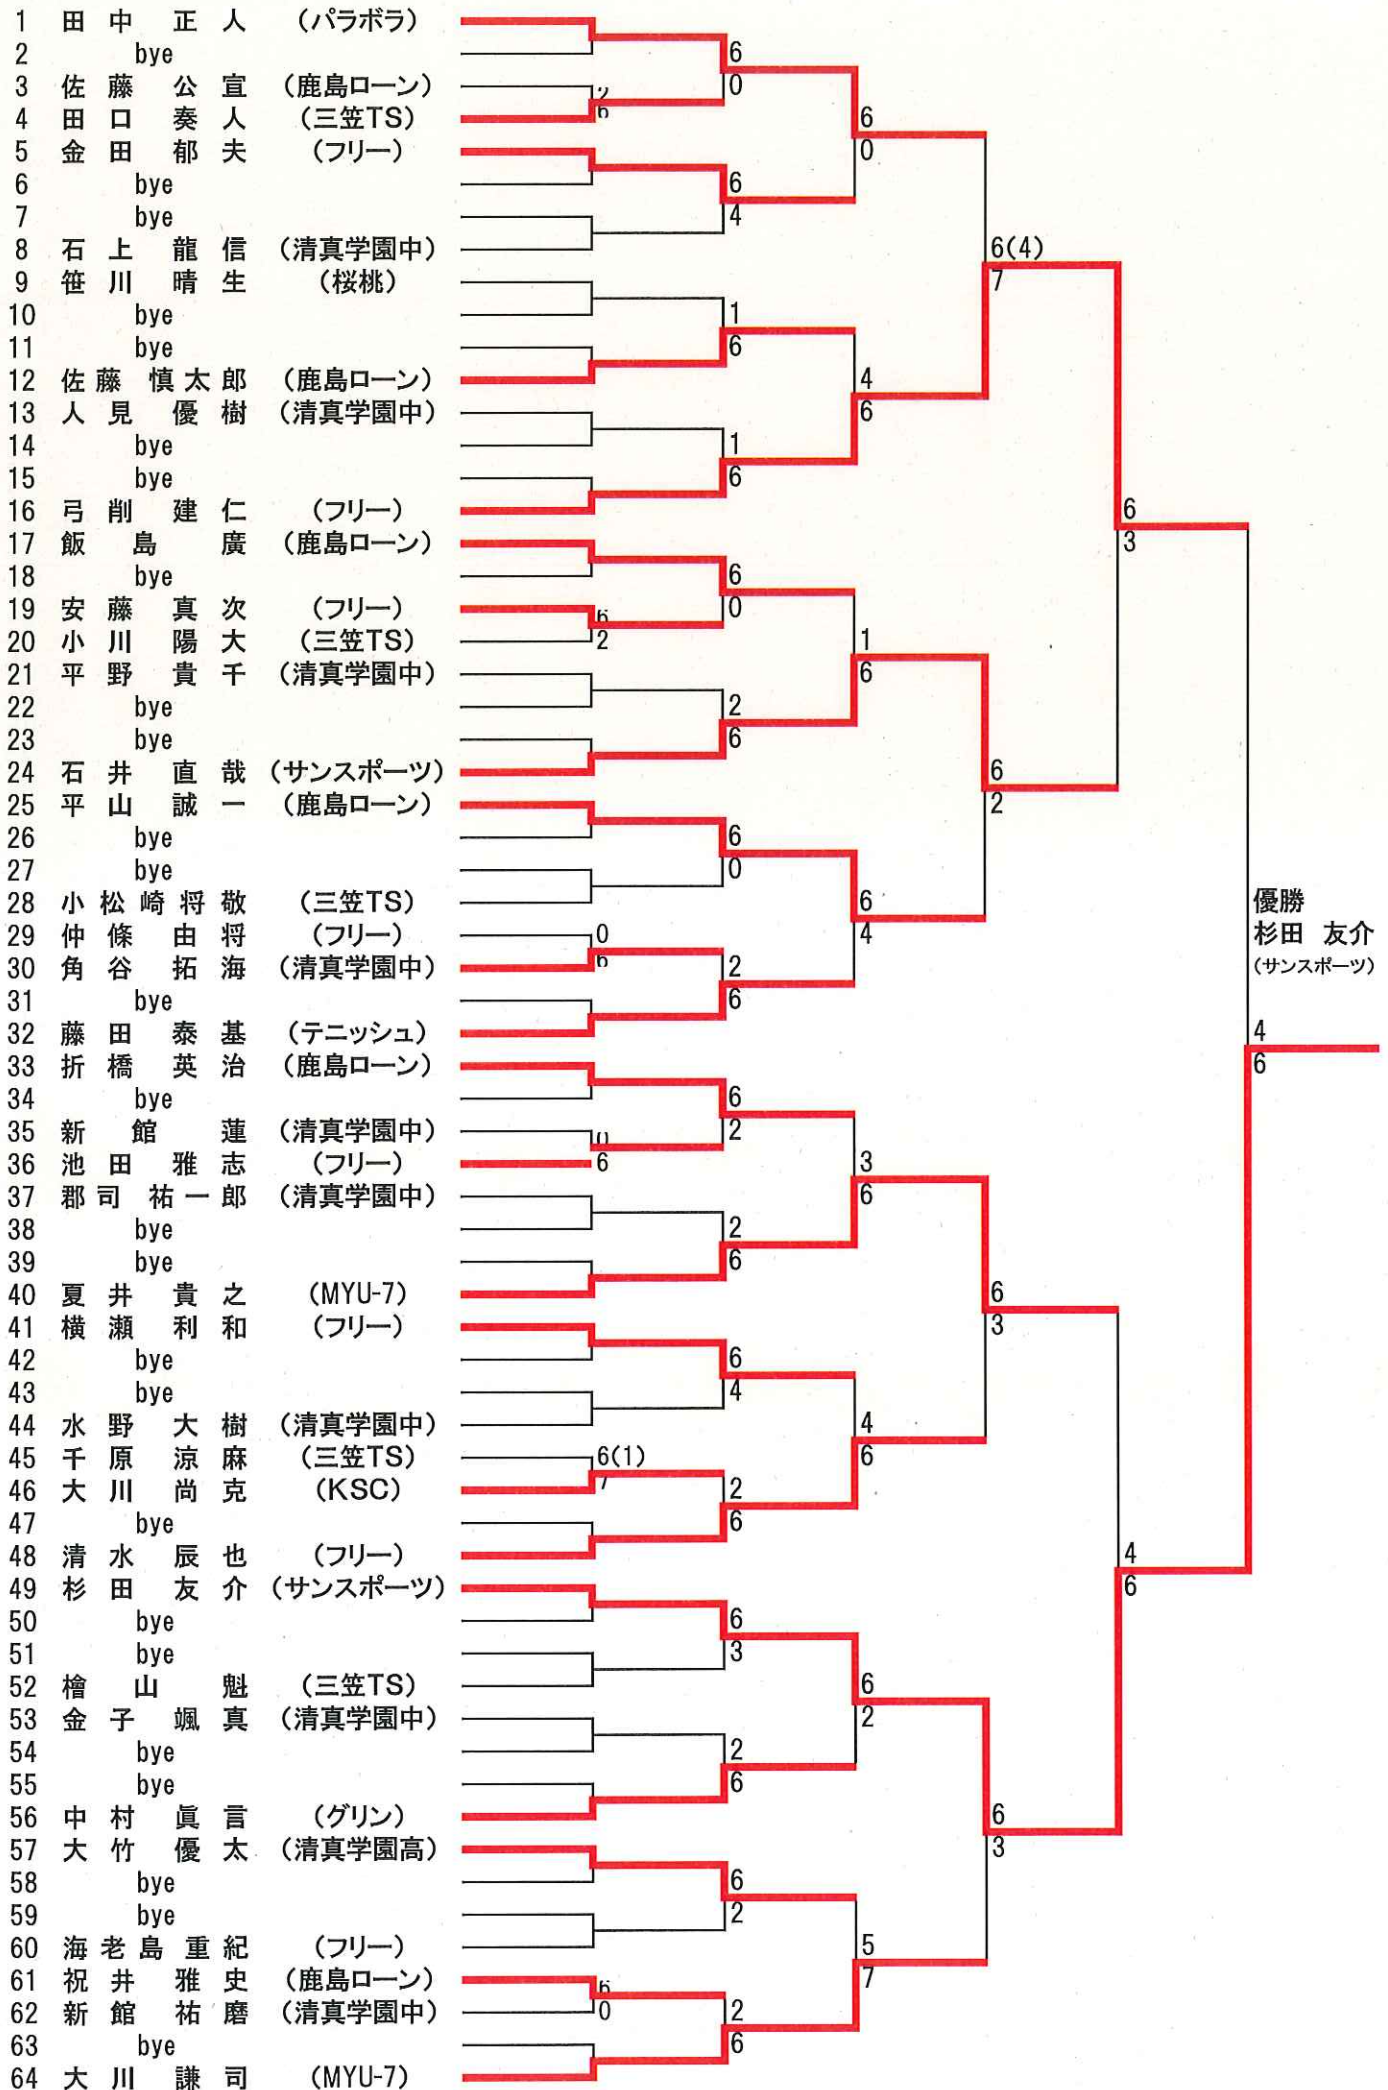 1 田中 正人 (パラボラ)
2 bye
6
3 佐藤 公宣 (鹿島ローン) 2
0
4 田口 奏人 (三笠TS) 6
6
5 金田 郁夫 (フリー)
0
6 bye
6
7 bye
4
8 石上 龍信 (清真学園中)
6(4)
9 笹川 晴生 (桜桃)
7
10 bye
1
11 bye
6
12 佐藤 慎太郎 (鹿島ローン)
4
13 人見 優樹 (清真学園中)
6
14 bye
1
15 bye
6
16 弓削 建仁 (フリー)
6
17 飯島 廣 (鹿島ローン)
3
18 bye
6
19 安藤 真次 (フリー) 6
0
20 小川 陽大 (三笠TS) 2
1
21 平野 貴千 (清真学園中)
6
22 bye
2
23 bye
6
24 石井 直哉 (サンスポーツ)
6
25 平山 誠一 (鹿島ローン)
2
26 bye
6
27 bye
0
28 小松崎 将敬 (三笠TS)
6
優勝
29 仲條 由将 (フリー) 0
4
杉田 友介
30 角谷 拓海 (清真学園中) 6
2
(サンスポーツ)
31 bye
6
32 藤田 泰基 (テニッシュ)
4
33 折橋 英治 (鹿島ローン)
6
34 bye
6
35 新館 蓮 (清真学園中) 0
2
36 池田 雅志 (フリー) 6
3
37 郡司 祐一郎 (清真学園中)
6
38 bye
2
39 bye
6
40 夏井 貴之 (MYU-7)
6
41 横瀬 利和 (フリー)
3
42 bye
6
43 bye
4
44 水野 大樹 (清真学園中)
4
45 千原 涼麻 (三笠TS) 6(1)
6
46 大川 尚克 (KSC) 7
2
47 bye
6
48 清水 辰也 (フリー)
4
49 杉田 友介 (サンスポーツ)
6
50 bye
6
51 bye
3
52 檜山 魁 (三笠TS)
6
53 金子 颯真 (清真学園中)
2
54 bye
2
55 bye
6
56 中村 眞言 (グリン)
6
57 大竹 優太 (清真学園高)
3
58 bye
6
59 bye
2
60 海老島 重紀 (フリー)
5
61 祝井 雅史 (鹿島ローン) 6
7
62 新館 祐磨 (清真学園中) 0
2
63 bye
6
64 大川 謙司 (MYU-7)